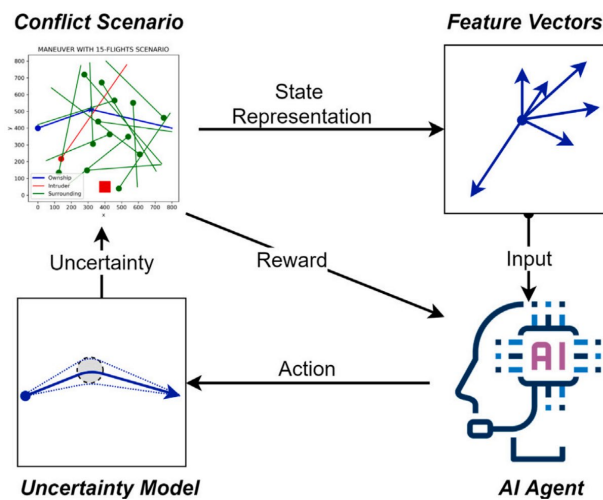 Conflict Scenario
Feature Vectors
MANEUVER WITH 15-FLIGHTS SCENARIO
800
700
600
500
400
300
200
100
0
y
Ownship
Intruder
Surrounding
0 100 200 300 400 500 600 700 800
x
State
Representation
Uncertainty
Reward
Input
Action
AI
Uncertainty Model
AI Agent